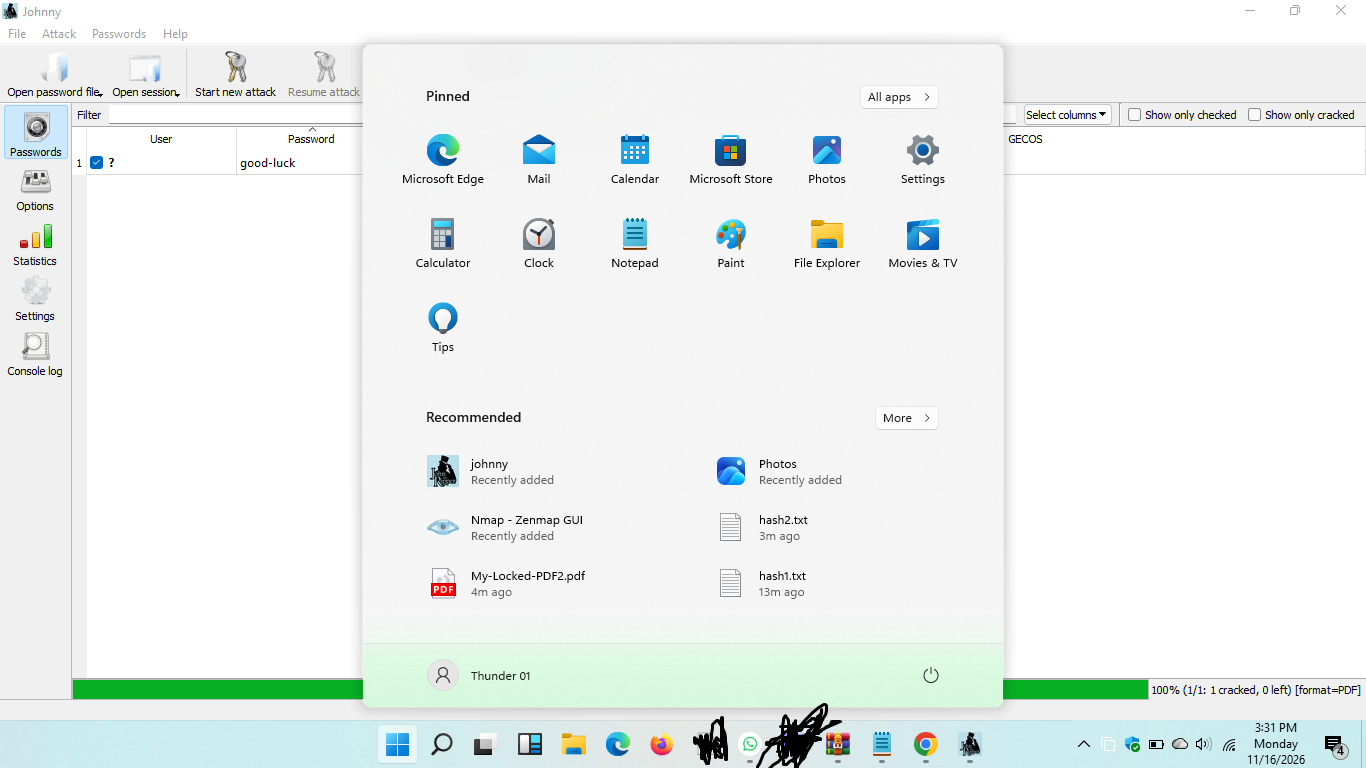 Johnny
File Attack Passwords Help
Open password file Open session Start new attack Resume attack
Filter Select columns Show only checked Show only cracked
User Password GECOS
1 ? good-luck
Passwords
Options
Statistics
Settings
Console log
Pinned All apps
Microsoft Edge Mail Calendar Microsoft Store Photos Settings
Calculator Clock Notepad Paint File Explorer Movies & TV
Tips
Recommended More
johnny
Recently added
Photos
Recently added
Nmap - Zenmap GUI
Recently added
hash2.txt
3m ago
My-Locked-PDF2.pdf
4m ago
hash1.txt
13m ago
PDF
Thunder 01
100% (1/1: 1 cracked, 0 left) [format=PDF]
3:31 PM
Monday
11/16/2026
4